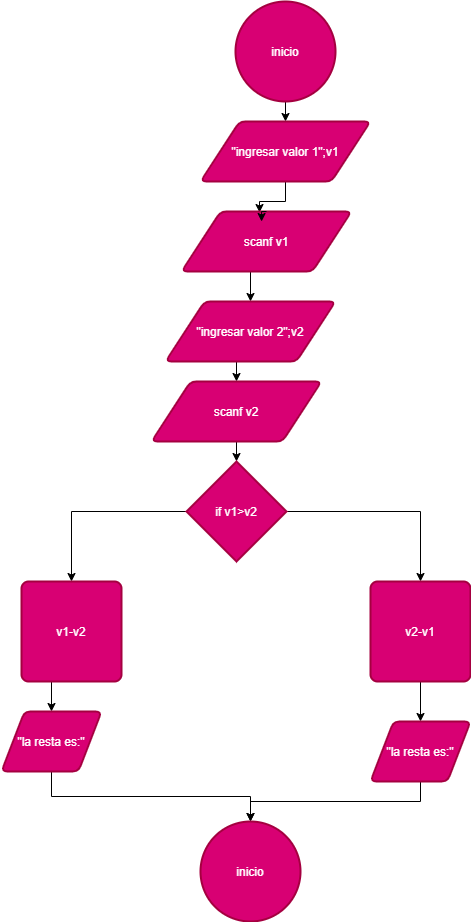 inicio
"ingresar valor 1";v1
scanf v1
"ingresar valor 2";v2
scanf v2
if v1>v2
v1-v2
v2-v1
"la resta es:"
"la resta es:"
inicio